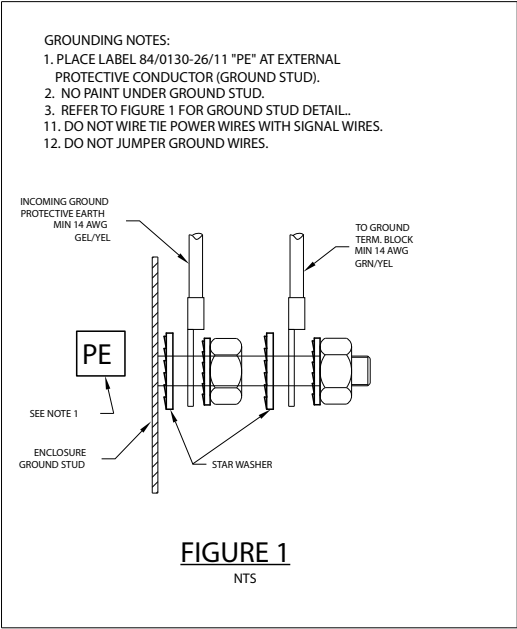 GROUNDING NOTES:
1. PLACE LABEL 84/0130-26/11 "PE" AT EXTERNAL
PROTECTIVE CONDUCTOR (GROUND STUD).
2. NO PAINT UNDER GROUND STUD.
3. REFER TO FIGURE 1 FOR GROUND STUD DETAIL..
11. DO NOT WIRE TIE POWER WIRES WITH SIGNAL WIRES.
12. DO NOT JUMPER GROUND WIRES.
INCOMING GROUND
PROTECTIVE EARTH
MIN 14 AWG
GEL/YEL
TO GROUND
TERM. BLOCK
MIN 14 AWG
GRN/YEL
PE
SEE NOTE 1
ENCLOSURE
GROUND STUD
STAR WASHER
FIGURE 1
NTS